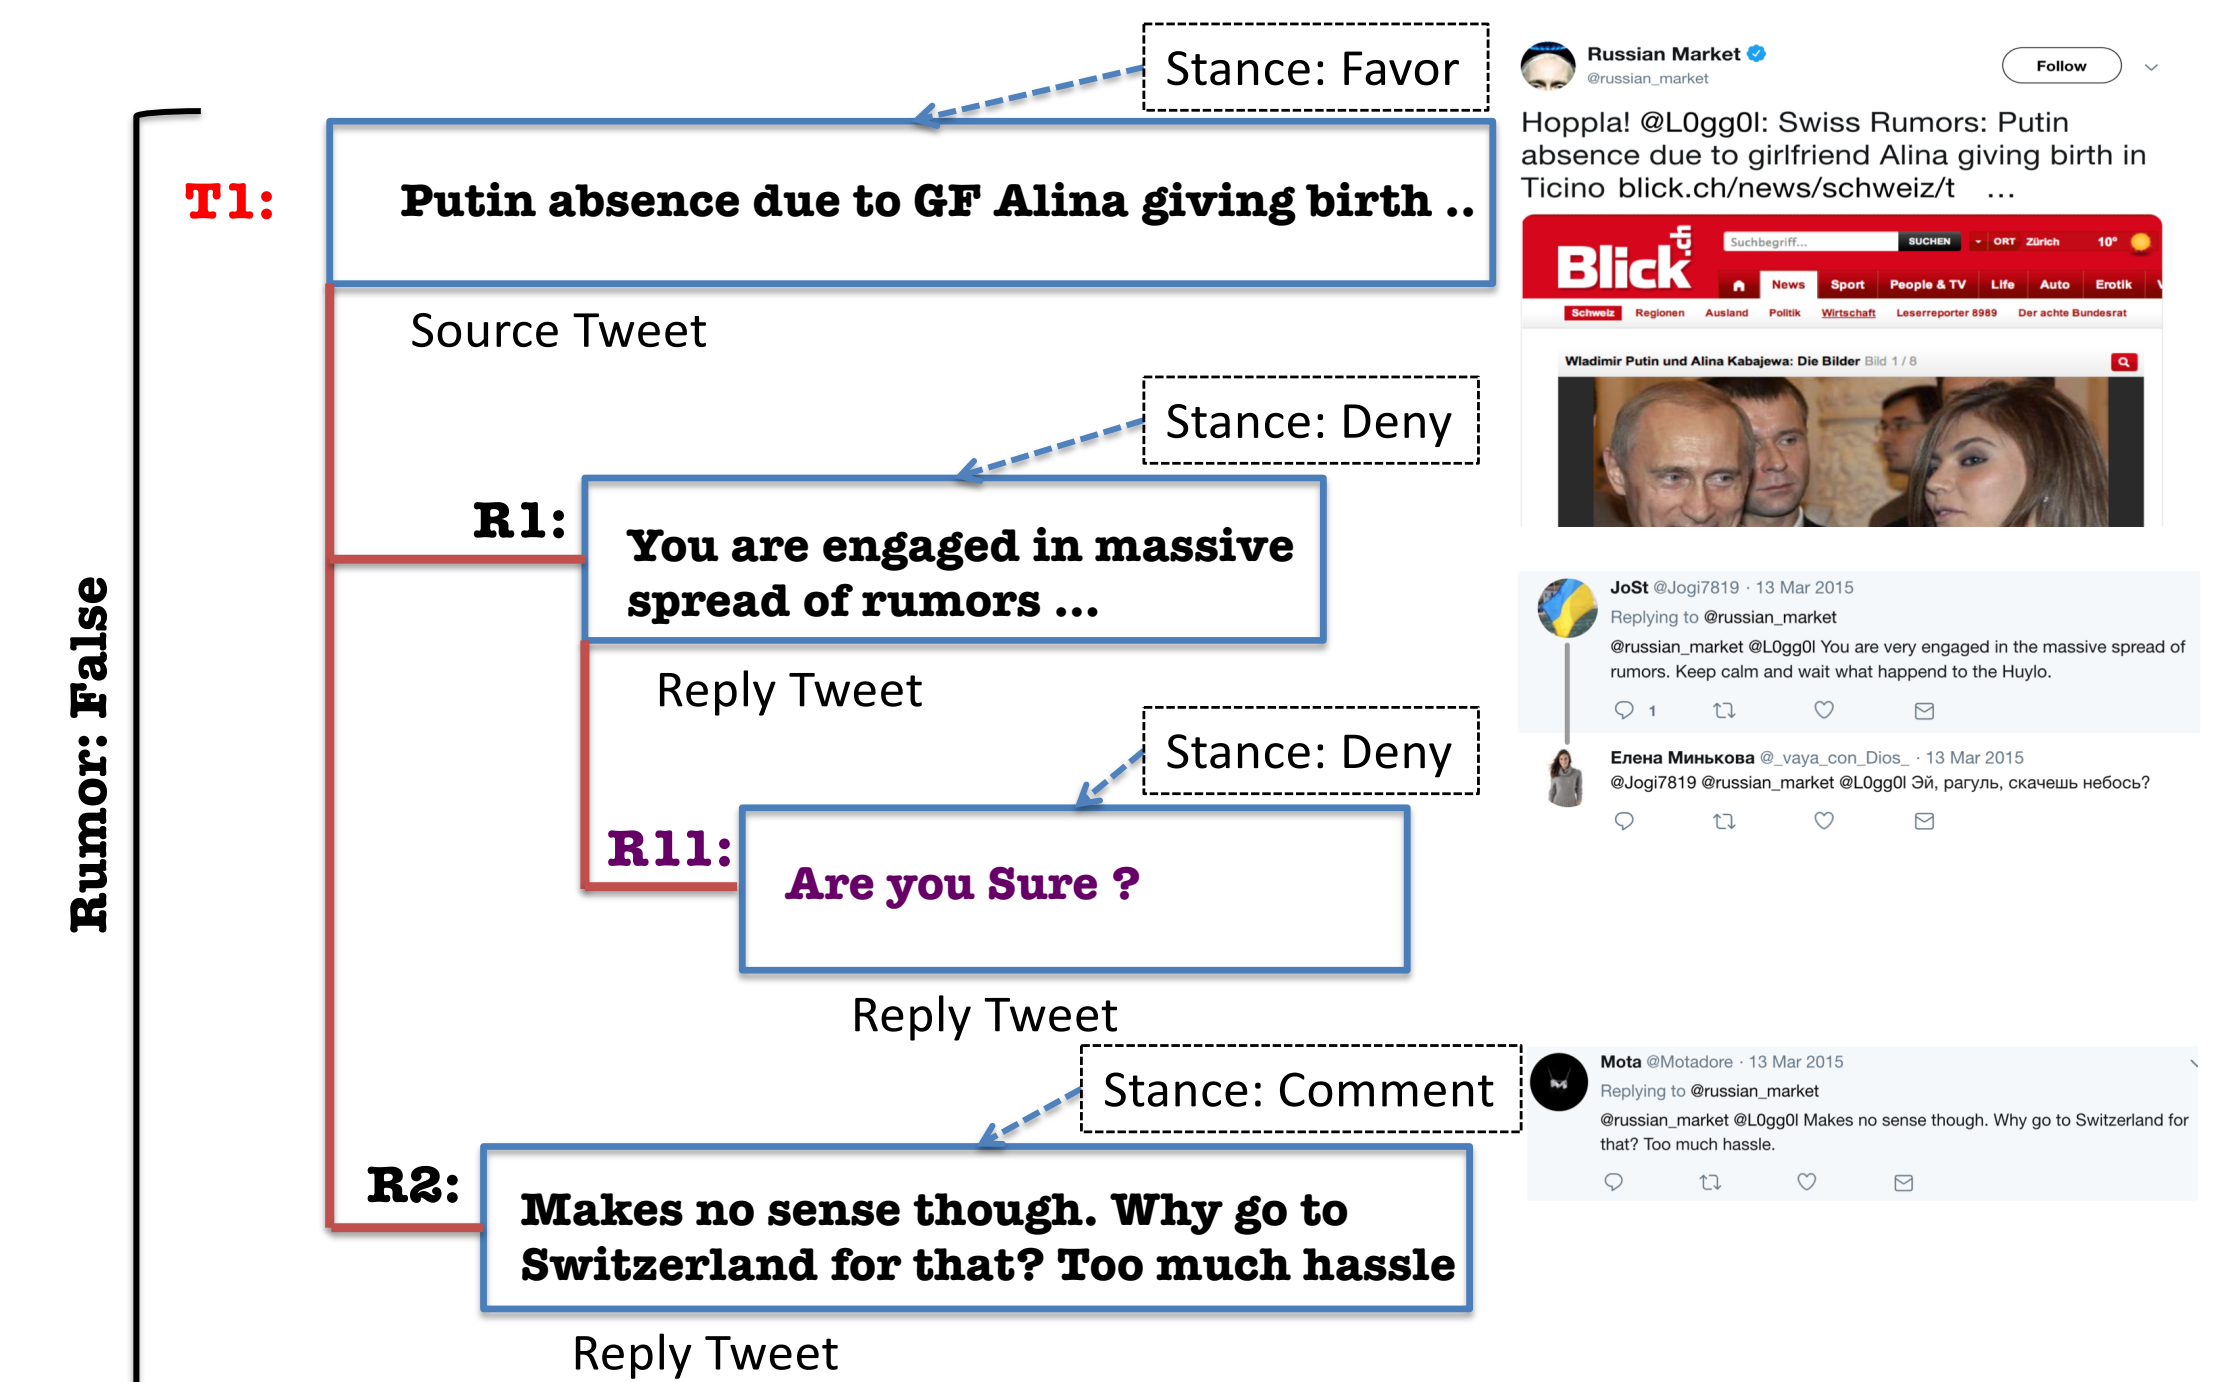 Stance: Favor
T1:
Putin absence due to GF Alina giving birth ..
Source Tweet
Stance: Deny
R1:
You are engaged in massive
spread of rumors ...
Reply Tweet
Stance: Deny
R11:
Are you Sure ?
Reply Tweet
Stance: Comment
R2:
Makes no sense though. Why go to
Switzerland for that? Too much hassle
Reply Tweet
Rumor: False
Russian Market
@russian_market
Follow
Hoppla! @L0gg0l: Swiss Rumors: Putin
absence due to girlfriend Alina giving birth in
Ticino blick.ch/news/schweiz/t ...
Blick.ch
Suchbegriff... SUCHEN ORT Zürich 10°
News Sport People & TV Life Auto Erotik V
Schweiz Regionen Ausland Politik Wirtschaft Leserreporter 8989 Der achte Bundesrat
Wladimir Putin und Alina Kabajewa: Die Bilder Bild 1 / 8
JoSt @Jogi7819 · 13 Mar 2015
Replying to @russian_market
@russian_market @L0gg0l You are very engaged in the massive spread of
rumors. Keep calm and wait what happend to the Huylo.
1
Елена Минькова @_vaya_con_Dios_ · 13 Mar 2015
@Jogi7819 @russian_market @L0gg0l Эй, рагуль, скачешь небось?
Mota @Motadore · 13 Mar 2015
Replying to @russian_market
@russian_market @L0gg0l Makes no sense though. Why go to Switzerland for
that? Too much hassle.